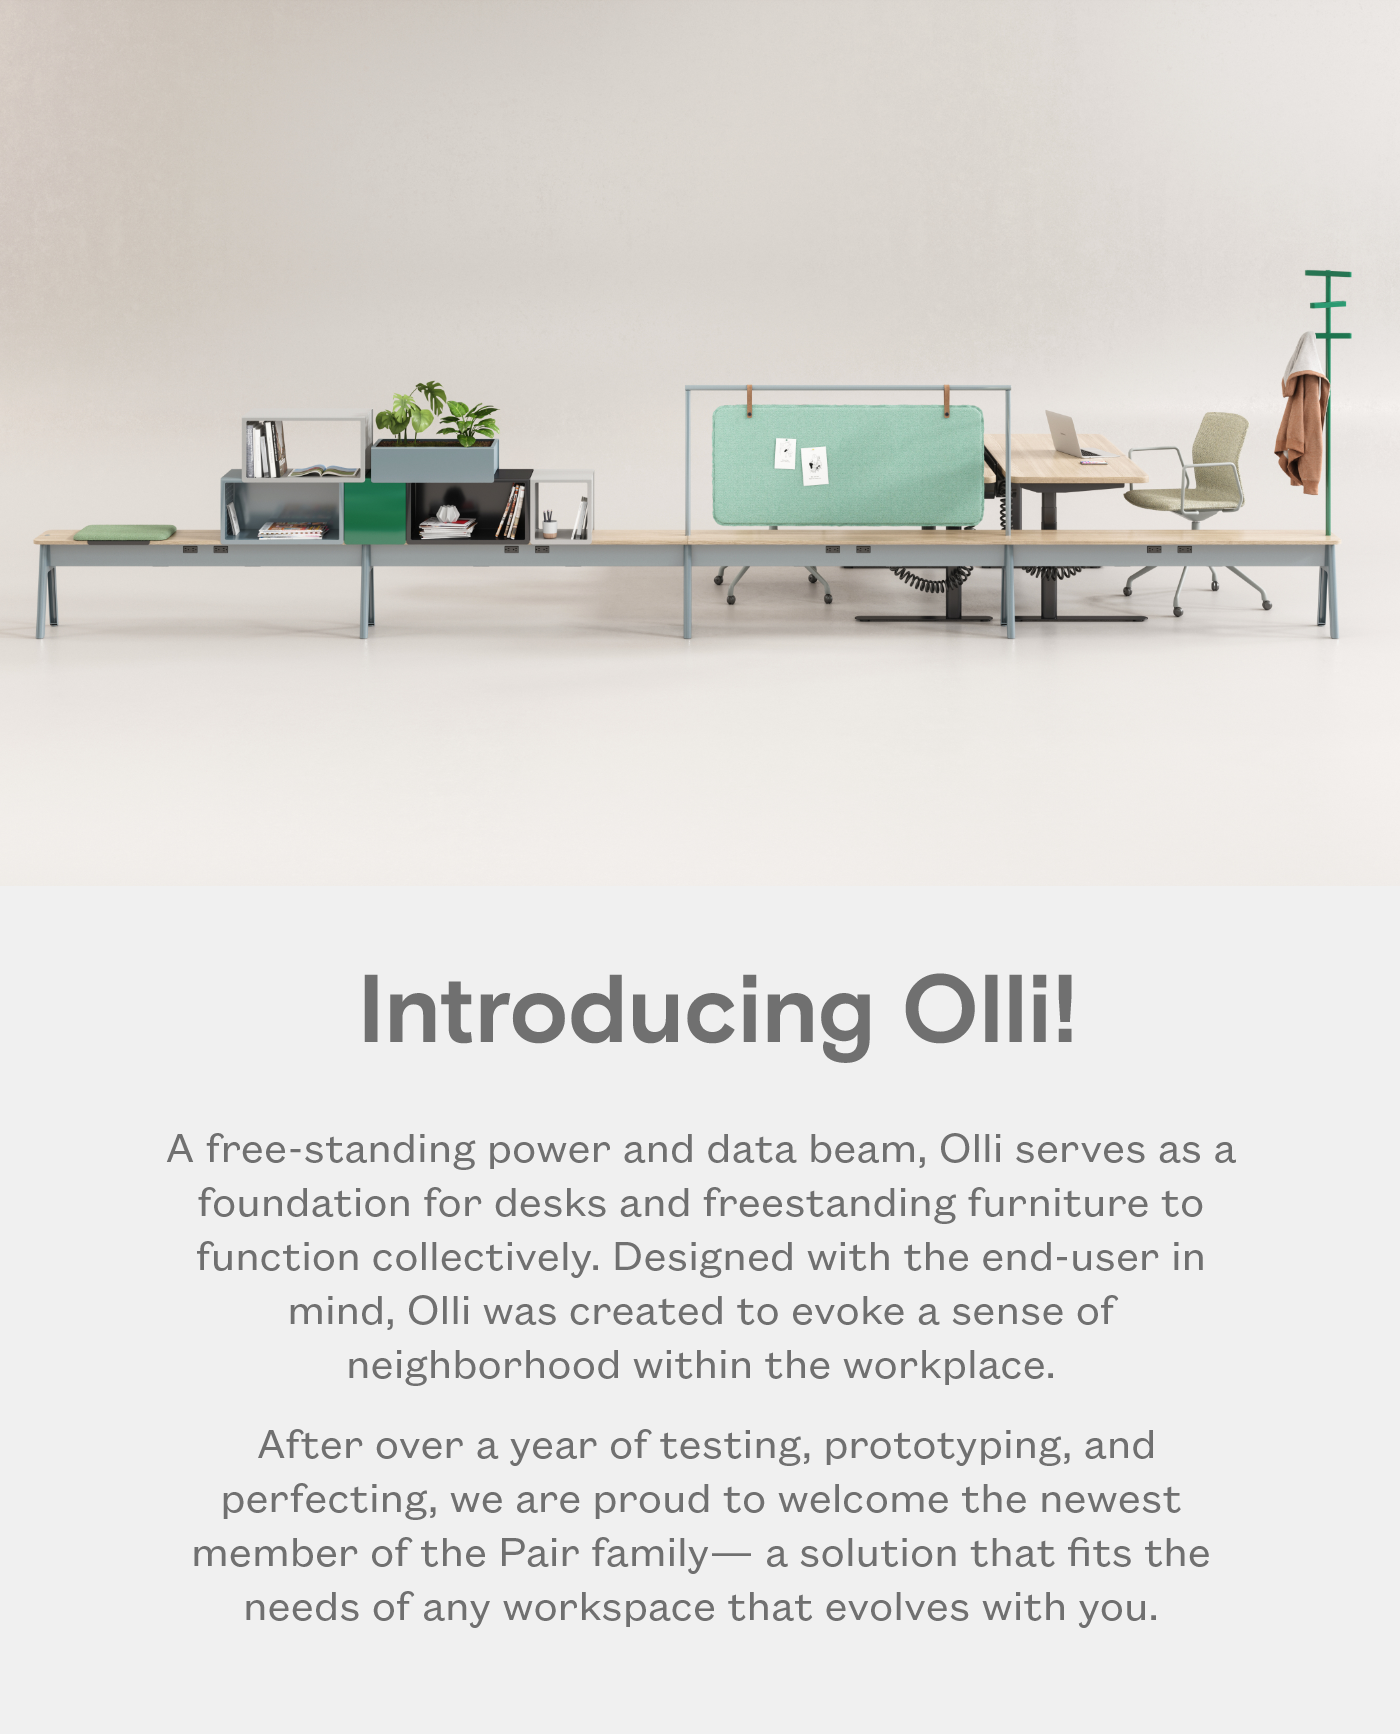 Introducing Olli!
A free-standing power and data beam, Olli serves as a
foundation for desks and freestanding furniture to
function collectively. Designed with the end-user in
mind, Olli was created to evoke a sense of
neighborhood within the workplace.
After over a year of testing, prototyping, and
perfecting, we are proud to welcome the newest
member of the Pair family— a solution that fits the
needs of any workspace that evolves with you.